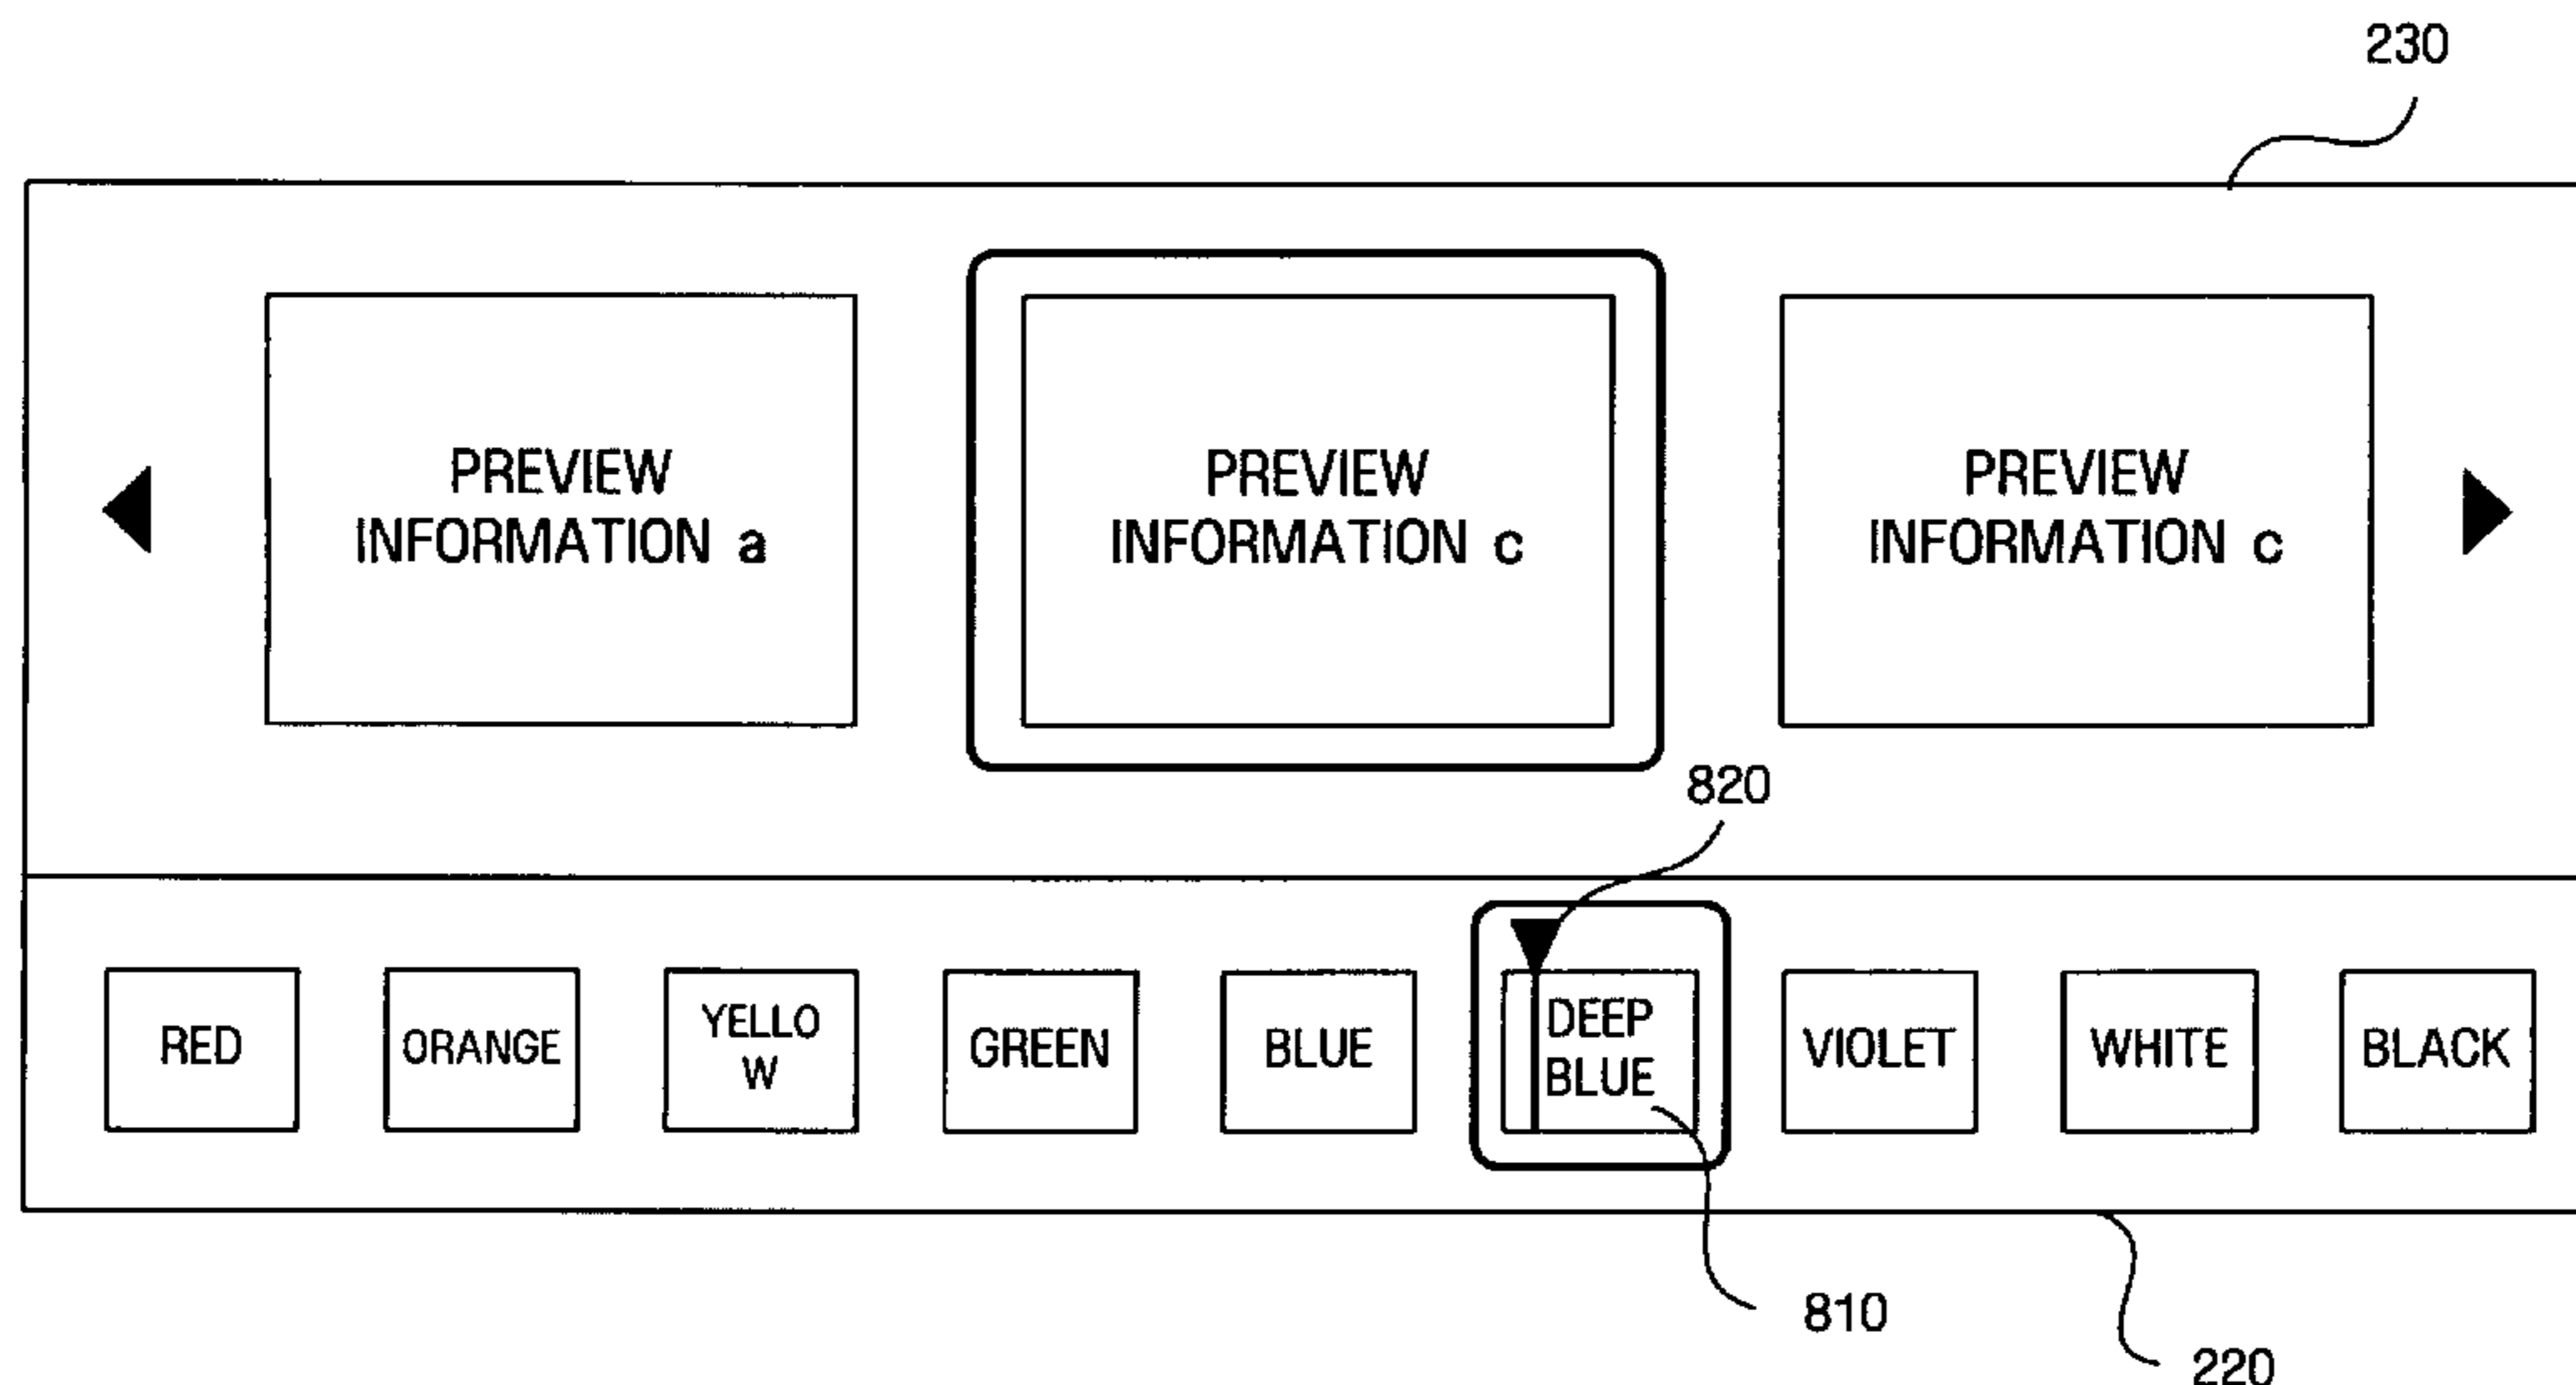 230
PREVIEW
INFORMATION a
PREVIEW
INFORMATION c
PREVIEW
INFORMATION c
820
RED
ORANGE
YELLO
W
GREEN
BLUE
DEEP
BLUE
VIOLET
WHITE
BLACK
810
220